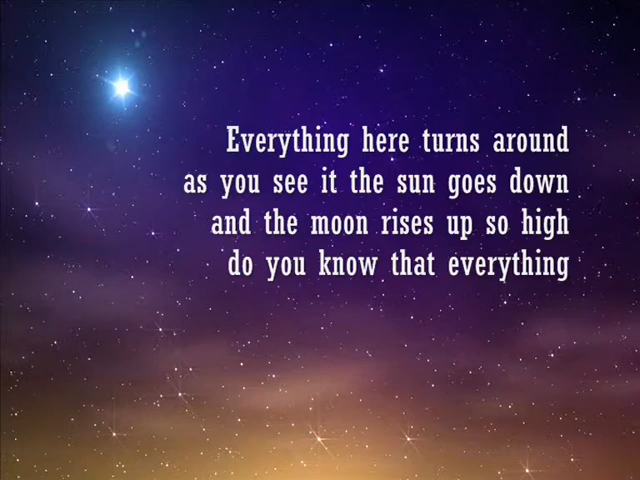 Everything here turns around
as you see it the sun goes down
and the moon rises up so high
do you know that everything